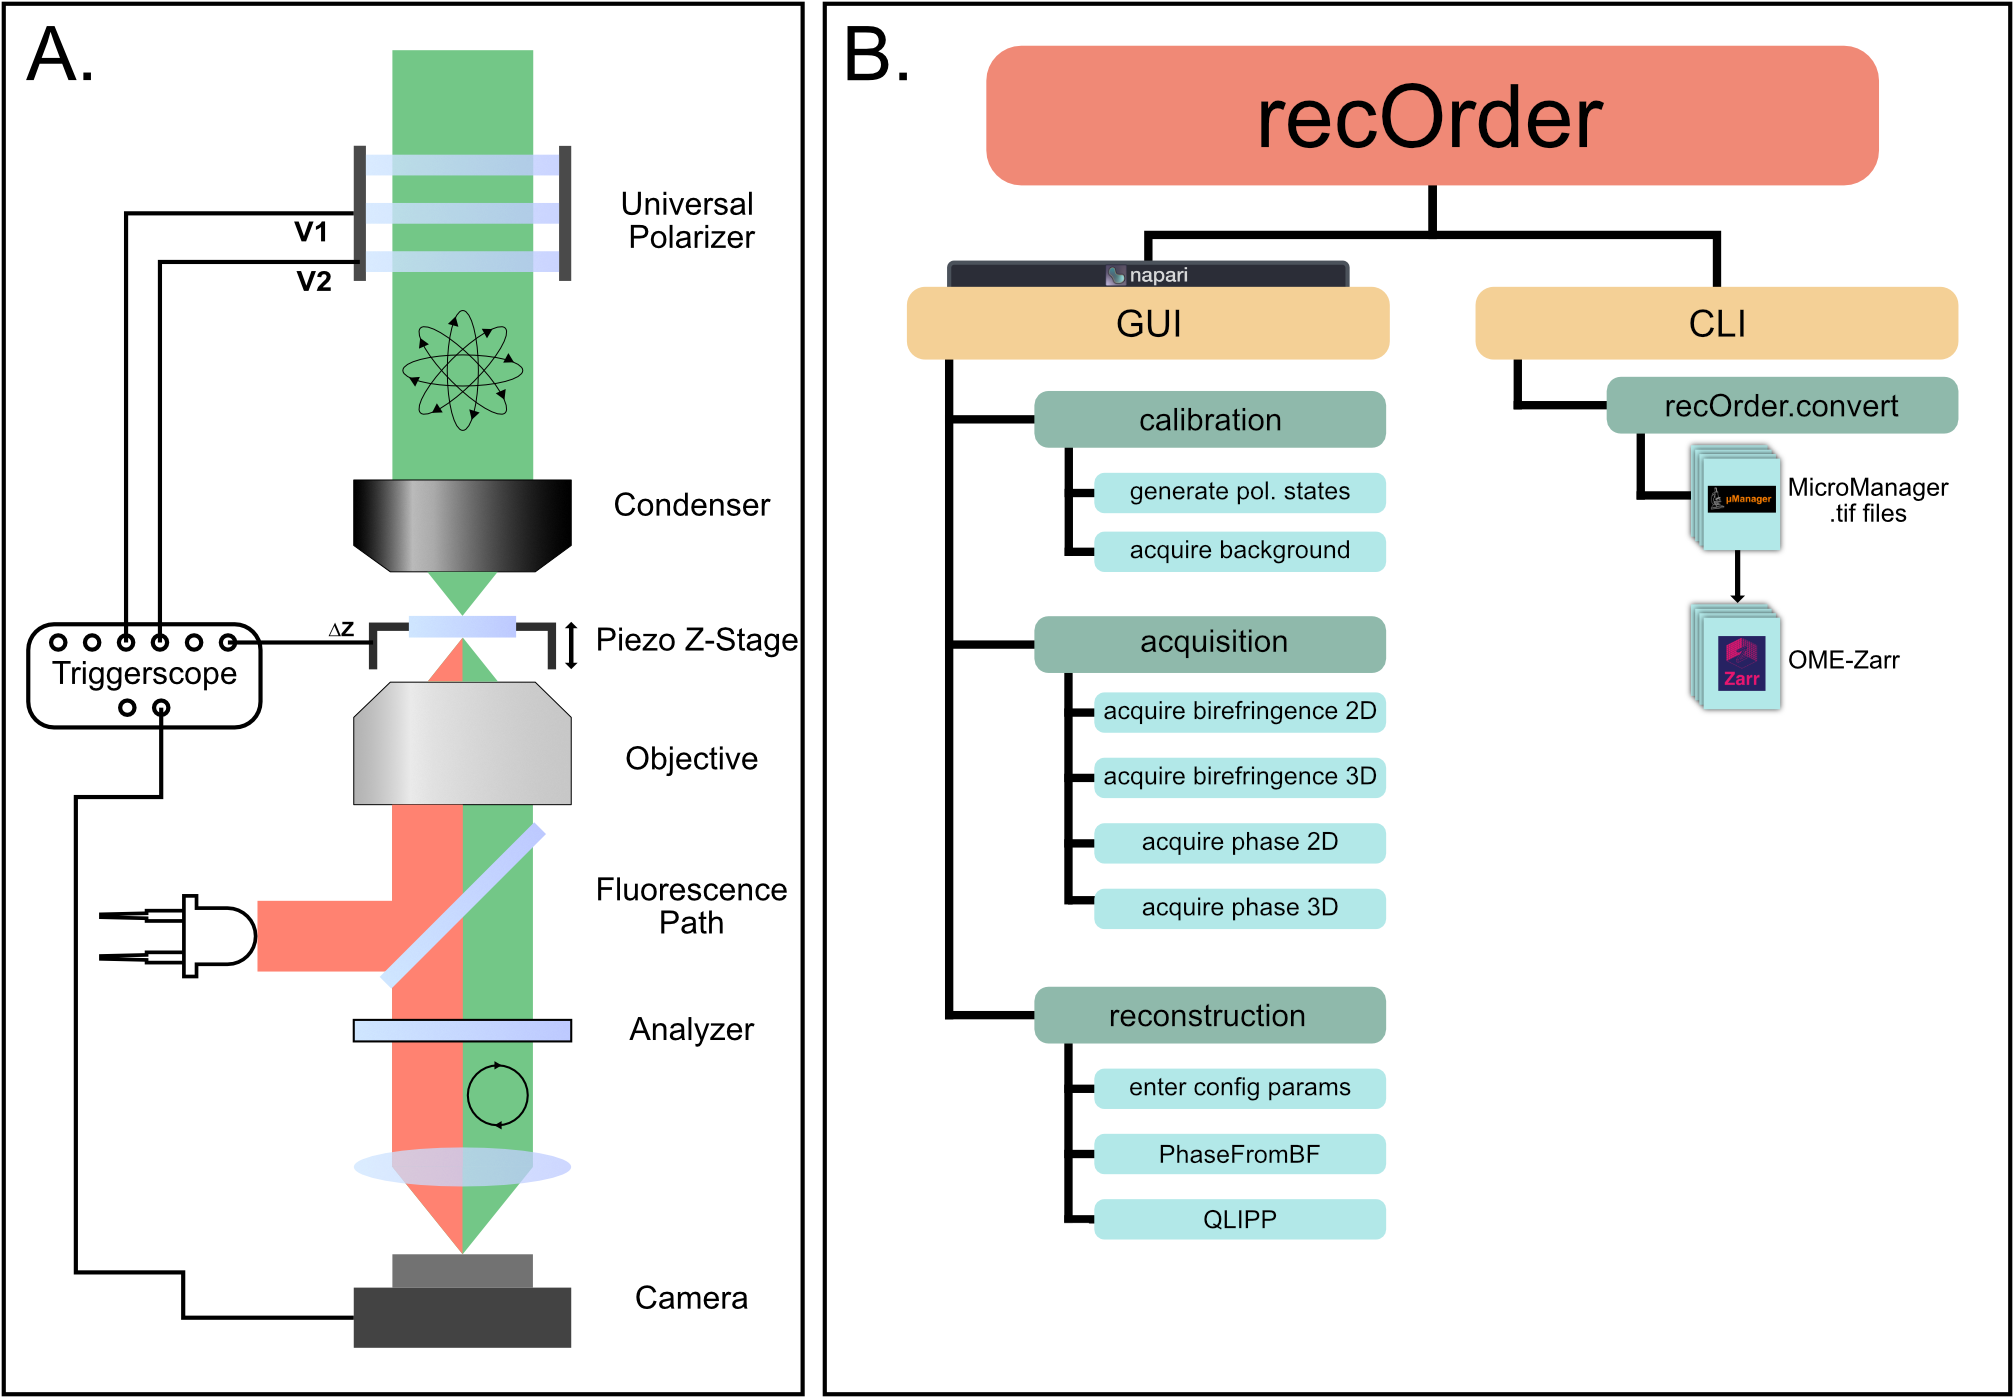 A.
Universal
Polarizer
V1
V2
Condenser
ΔZ
Piezo Z-Stage
Triggerscope
Objective
Fluorescence
Path
Analyzer
Camera
B.
recOrder
napari
GUI
calibration
generate pol. states
acquire background
acquisition
acquire birefringence 2D
acquire birefringence 3D
acquire phase 2D
acquire phase 3D
reconstruction
enter config params
PhaseFromBF
QLIPP
CLI
recOrder.convert
µManager
MicroManager
.tif files
Zarr
OME-Zarr